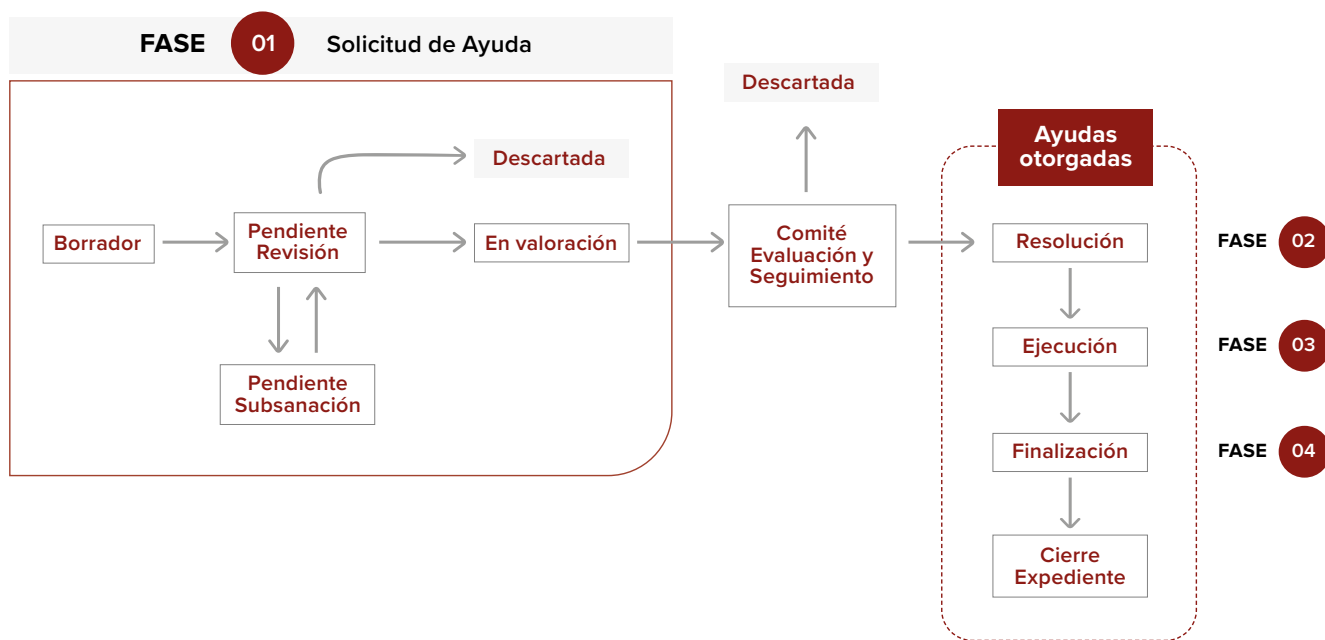 FASE 01 Solicitud de Ayuda
Descartada
Borrador
Pendiente
Revisión
En valoración
Pendiente
Subsanación
Descartada
Comité
Evaluación y
Seguimiento
Ayudas
otorgadas
Resolución
FASE 02
Ejecución
FASE 03
Finalización
FASE 04
Cierre
Expediente